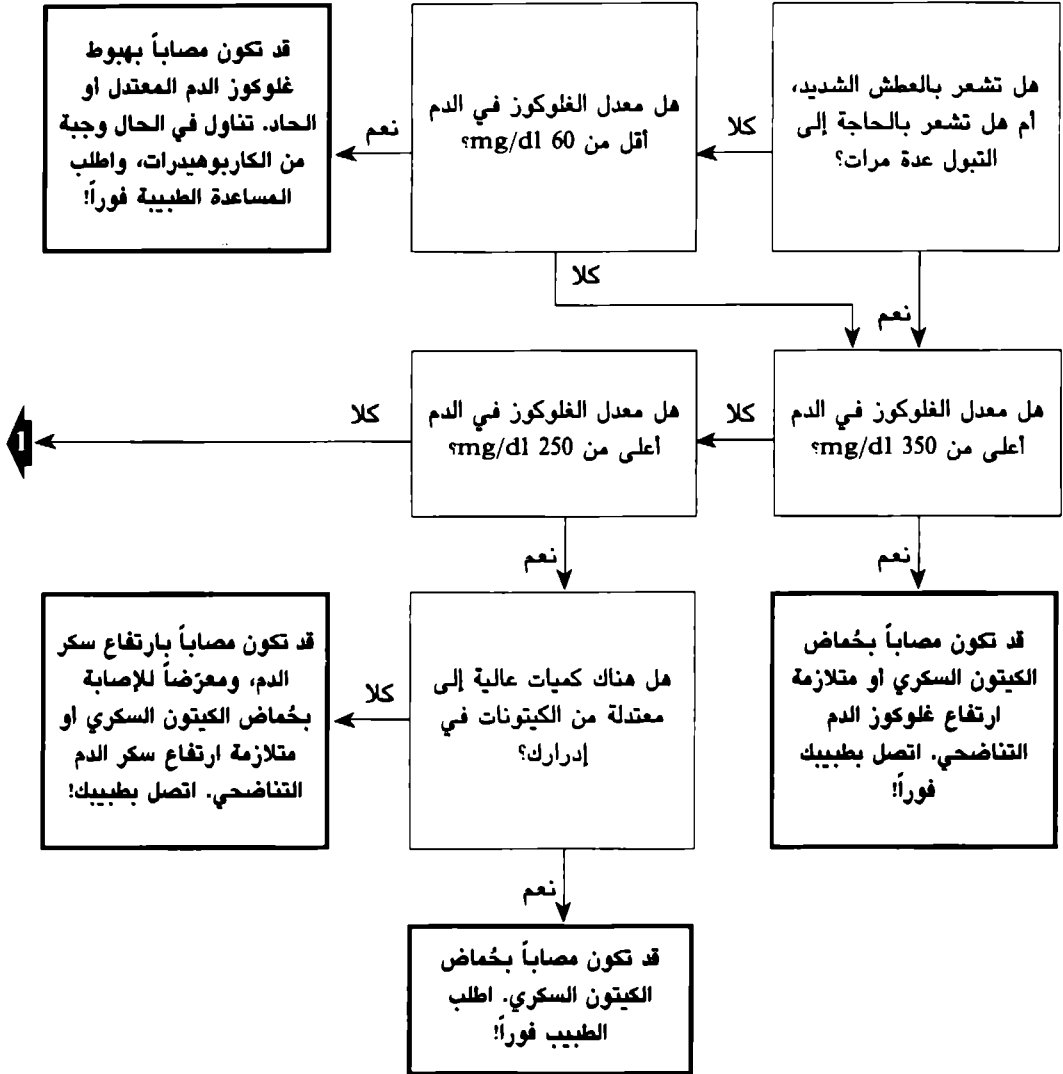 هل تشعر بالعطش الشديد،
أم هل تشعر بالحاجة إلى
التبول عدة مرات؟
كلا
هل معدل الغلوكوز في الدم
أقل من 60 mg/dl؟
نعم
قد تكون مصاباً بهبوط
غلوكوز الدم المعتدل أو
الحاد. تناول في الحال وجبة
من الكاربوهيدرات، واطلب
المساعدة الطبيبة فوراً!
نعم
كلا
هل معدل الغلوكوز في الدم
أعلى من 350 mg/dl؟
كلا
هل معدل الغلوكوز في الدم
أعلى من 250 mg/dl؟
كلا
1
نعم
نعم
قد تكون مصاباً بحُماض
الكيتون السكري أو متلازمة
ارتفاع غلوكوز الدم
التناضحي. اتصل بطبيبك
فوراً!
هل هناك كميات عالية إلى
معتدلة من الكيتونات في
إدرارك؟
كلا
قد تكون مصاباً بارتفاع سكر
الدم، ومعرّضاً للإصابة
بحُماض الكيتون السكري أو
متلازمة ارتفاع سكر الدم
التناضحي. اتصل بطبيبك!
نعم
قد تكون مصاباً بحُماض
الكيتون السكري. اطلب
الطبيب فوراً!